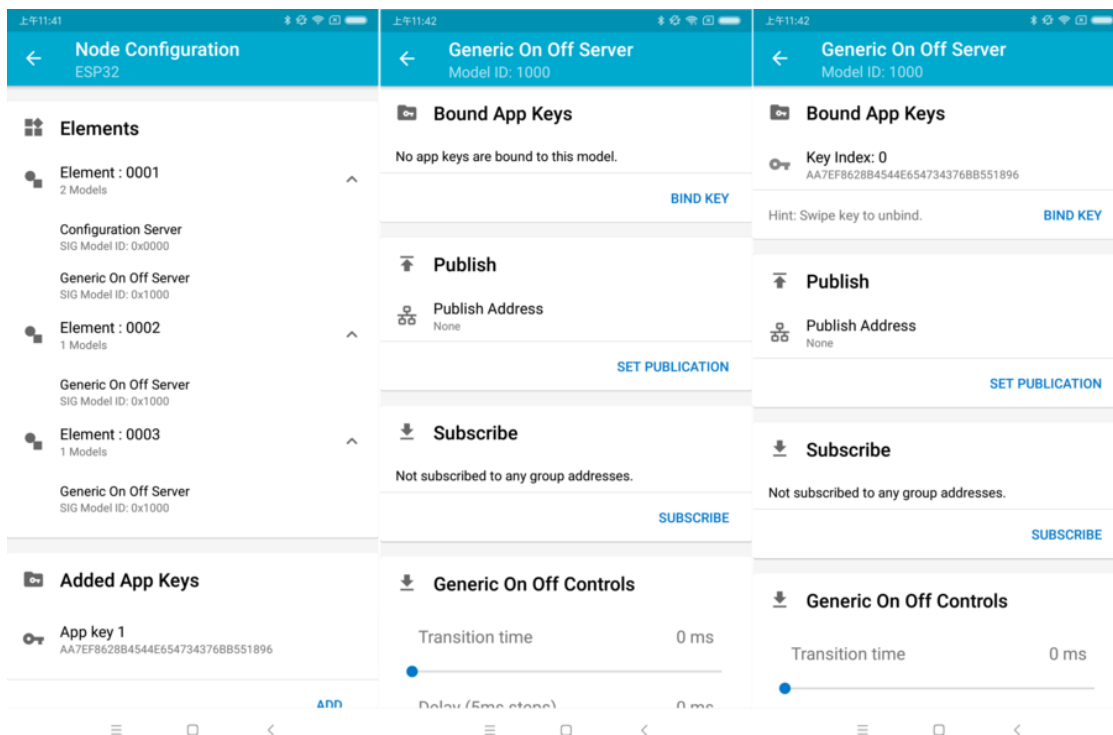 上午11:41
Node Configuration
ESP32
Elements
Element : 0001
2 Models
Configuration Server
SIG Model ID: 0x0000
Generic On Off Server
SIG Model ID: 0x1000
Element : 0002
1 Models
Generic On Off Server
SIG Model ID: 0x1000
Element : 0003
1 Models
Generic On Off Server
SIG Model ID: 0x1000
Added App Keys
App key 1
AA7EF8628B4544E654734376BB551896
ADD
上午11:42
Generic On Off Server
Model ID: 1000
Bound App Keys
No app keys are bound to this model.
BIND KEY
Publish
Publish Address
None
SET PUBLICATION
Subscribe
Not subscribed to any group addresses.
SUBSCRIBE
Generic On Off Controls
Transition time 0 ms
Delay (5ms steps) 0 ms
上午11:42
Generic On Off Server
Model ID: 1000
Bound App Keys
Key Index: 0
AA7EF8628B4544E654734376BB551896
Hint: Swipe key to unbind. BIND KEY
Publish
Publish Address
None
SET PUBLICATION
Subscribe
Not subscribed to any group addresses.
SUBSCRIBE
Generic On Off Controls
Transition time 0 ms